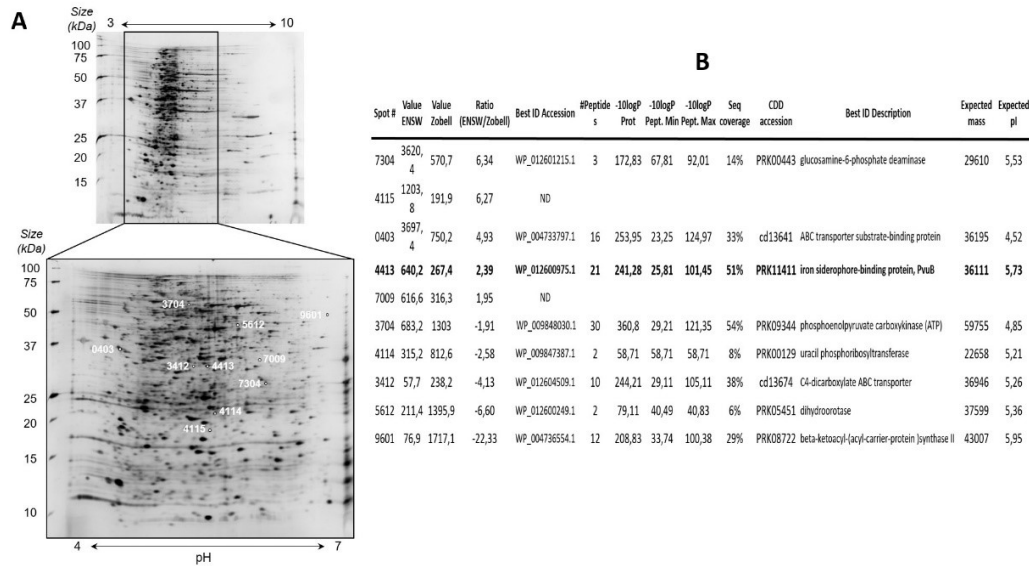 A
Size
(kDa)
3
10
100
75
50
37
25
20
15
Size
(kDa)
100
75
50
37
25
20
15
10
3704
5612
9601
0403
3412
4413
7009
7304
4114
4115
4
7
pH
B
Spot # Value ENSW Value Zobell Ratio (ENSW/Zobell) Best ID Accession #Peptide s -10logP Prot -10logP Pept. Min -10logP Pept. Max Seq coverage CDD accession Best ID Description Expected mass Expected pI
7304 3620,4 570,7 6,34 WP_012601215.1 3 172,83 67,81 92,01 14% PRK00443 glucosamine-6-phosphate deaminase 29610 5,53
4115 1203,8 191,9 6,27 ND
0403 3697,4 750,2 4,93 WP_004733797.1 16 253,95 23,25 124,97 33% cd13641 ABC transporter substrate-binding protein 36195 4,52
4413 640,2 267,4 2,39 WP_012600975.1 21 241,28 25,81 101,45 51% PRK11411 iron siderophore-binding protein, PvuB 36111 5,73
7009 616,6 316,3 1,95 ND
3704 683,2 1303 -1,91 WP_009848030.1 30 360,8 29,21 121,35 54% PRK09344 phosphoenolpyruvate carboxykinase (ATP) 59755 4,85
4114 315,2 812,6 -2,58 WP_009847387.1 2 58,71 58,71 58,71 8% PRK00129 uracil phosphoribosyltransferase 22658 5,21
3412 57,7 238,2 -4,13 WP_012604509.1 10 244,21 29,11 105,11 38% cd13674 C4-dicarboxylate ABC transporter 36946 5,26
5612 211,4 1395,9 -6,60 WP_012600249.1 2 79,11 40,49 40,83 6% PRK05451 dihydroorotase 37599 5,36
9601 76,9 1717,1 -22,33 WP_004736554.1 12 208,83 33,74 100,38 29% PRK08722 beta-ketoacyl-(acyl-carrier-protein )synthase II 43007 5,95